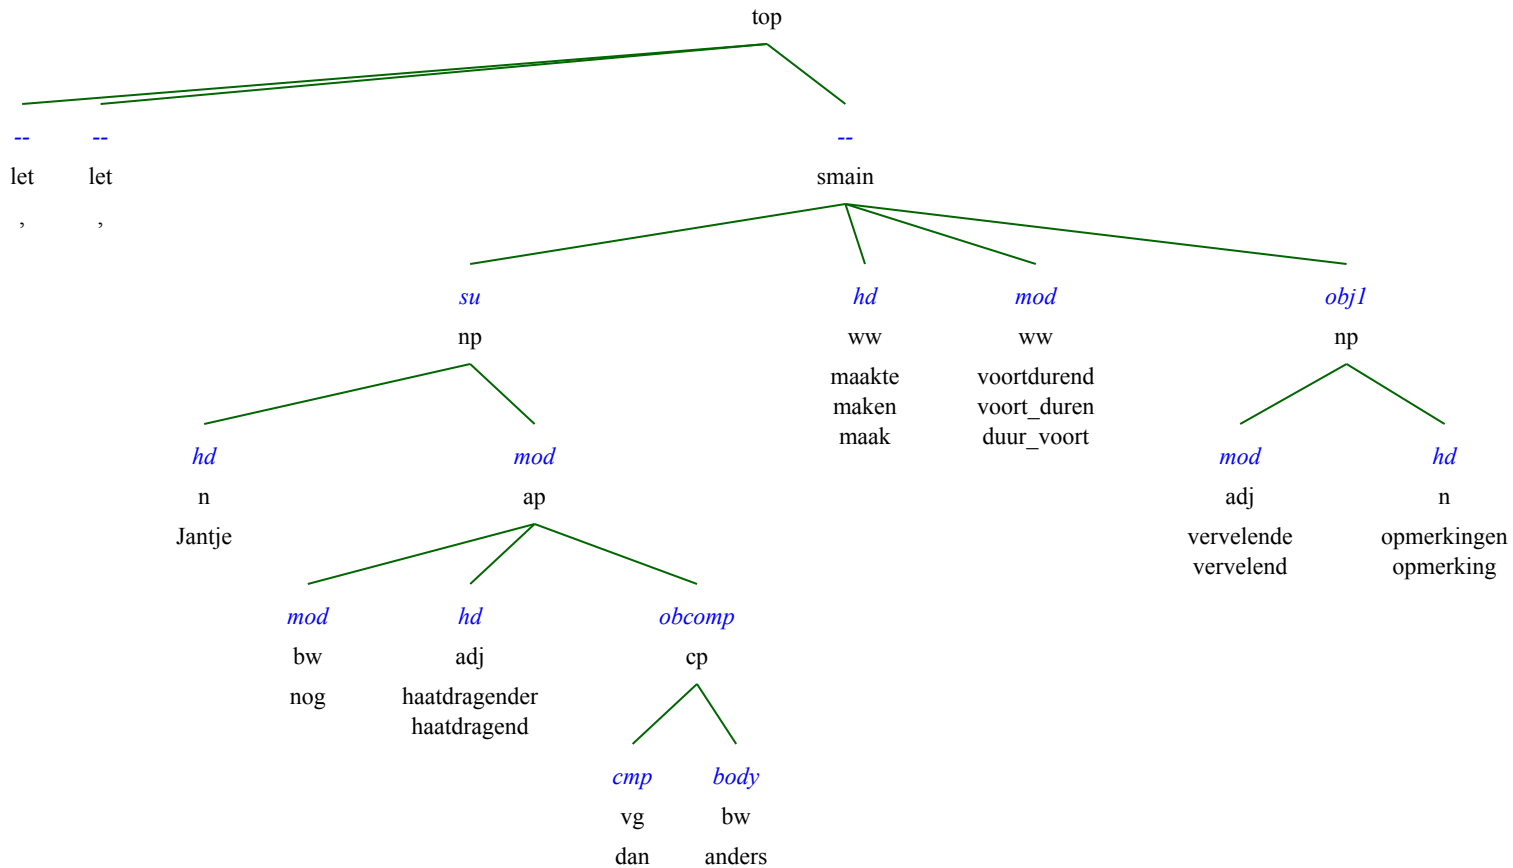 top
-- -- --
let let smain
, ,
su hd mod obj1
np ww ww np
maakte voortdurend
maken voort_duren
maak duur_voort
hd mod mod hd
n ap adj n
Jantje vervelende opmerkingen
vervelend opmerking
mod hd obcomp
bw adj cp
nog haatdragender
haatdragend
cmp body
vg bw
dan anders